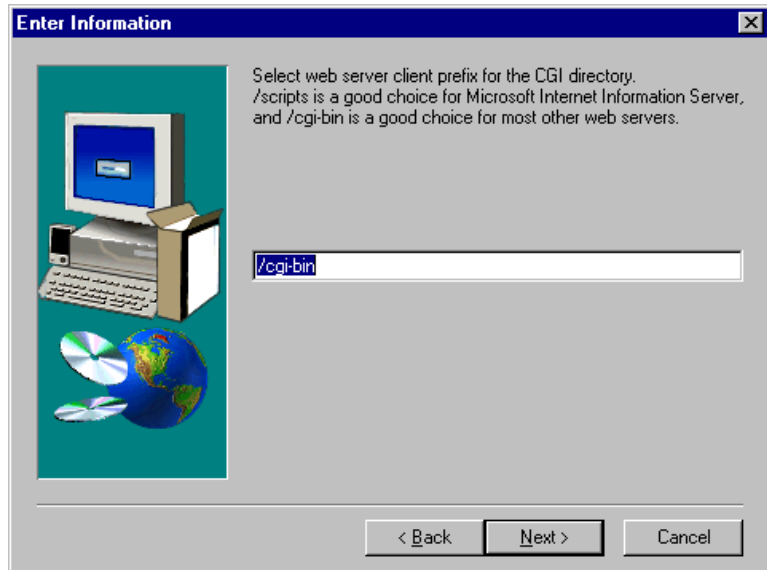 Enter Information
Select web server client prefix for the CGI directory.
/scripts is a good choice for Microsoft Internet Information Server,
and /cgi-bin is a good choice for most other web servers.
/cgi-bin
< Back
Next >
Cancel